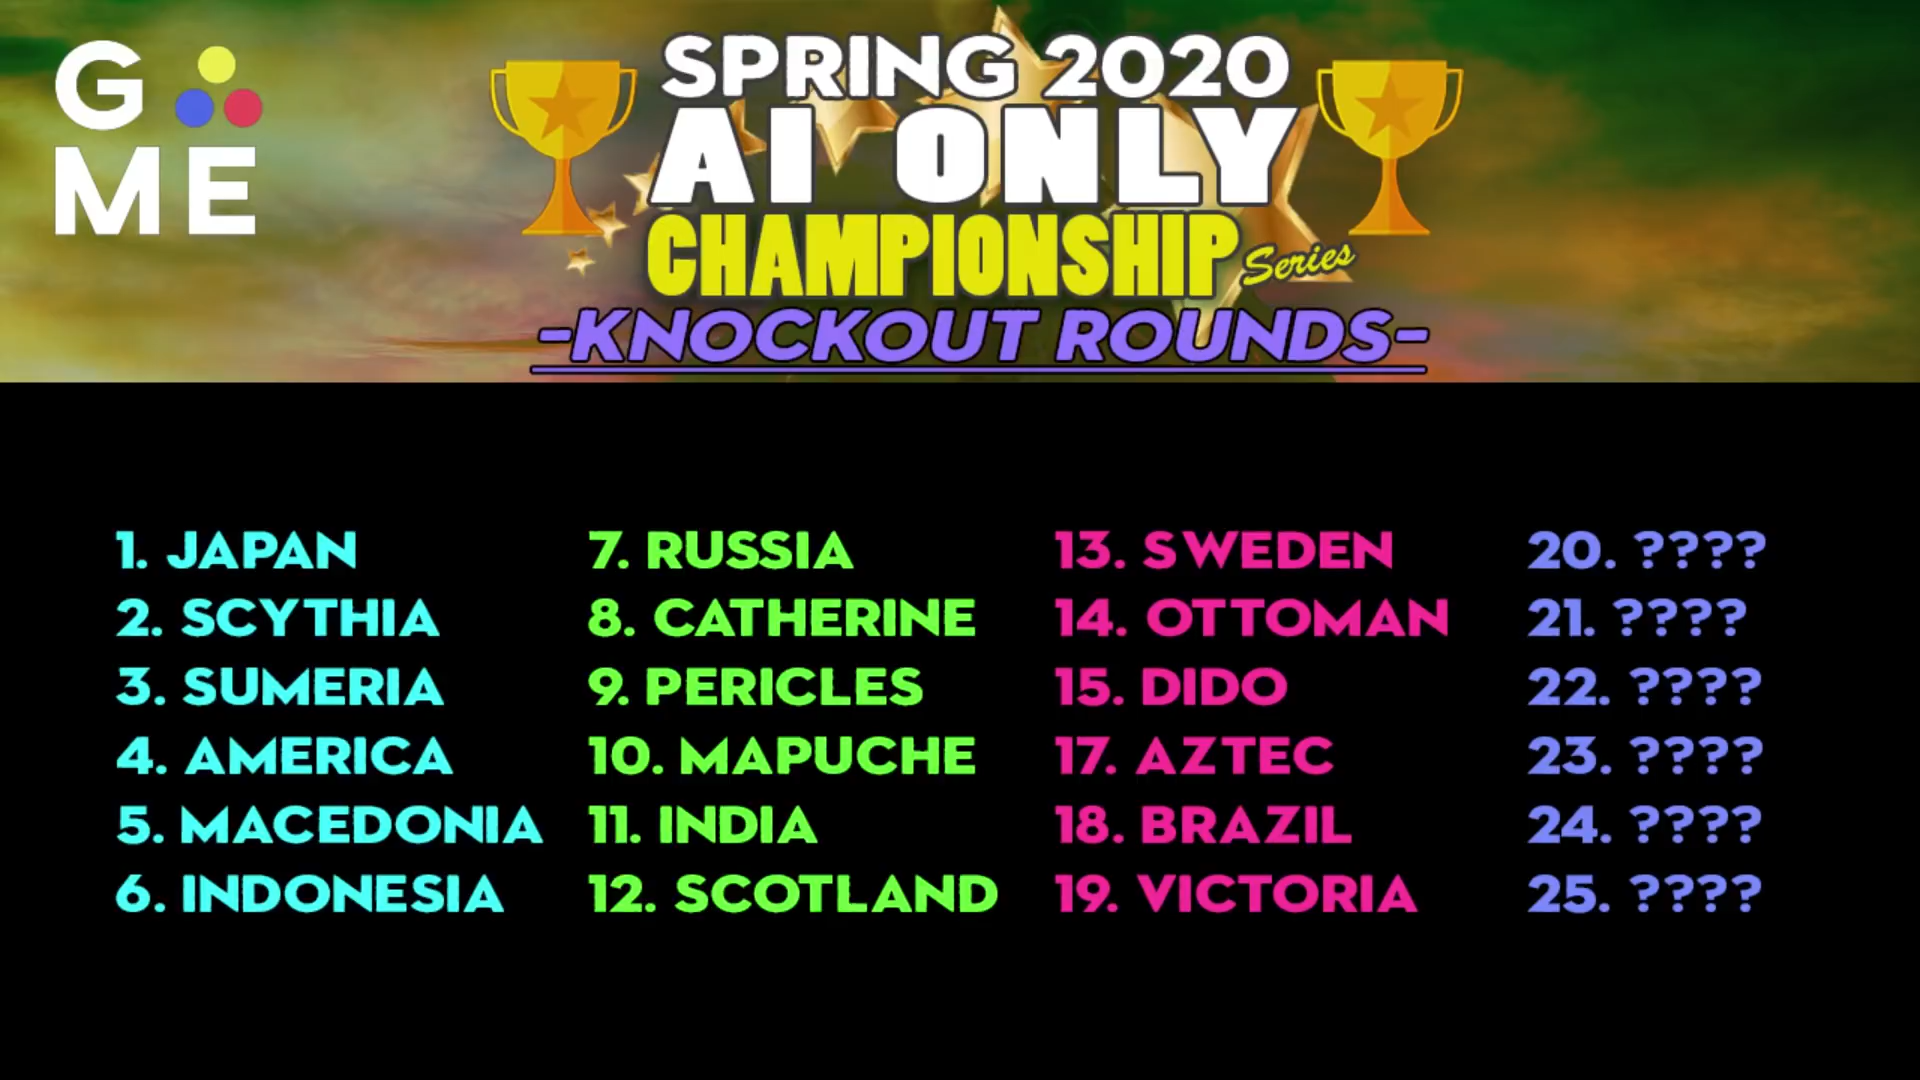 G
ME
SPRING 2020
AI ONLY
CHAMPIONSHIP Series
-KNOCKOUT ROUNDS-
1. JAPAN
2. SCYTHIA
3. SUMERIA
4. AMERICA
5. MACEDONIA
6. INDONESIA
7. RUSSIA
8. CATHERINE
9. PERICLES
10. MAPUCHE
11. INDIA
12. SCOTLAND
13. SWEDEN
14. OTTOMAN
15. DIDO
17. AZTEC
18. BRAZIL
19. VICTORIA
20. ????
21. ????
22. ????
23. ????
24. ????
25. ????